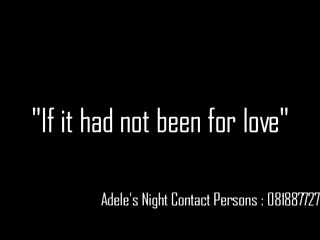 "If it had not been for love"
Adele's Night Contact Persons : 081887727